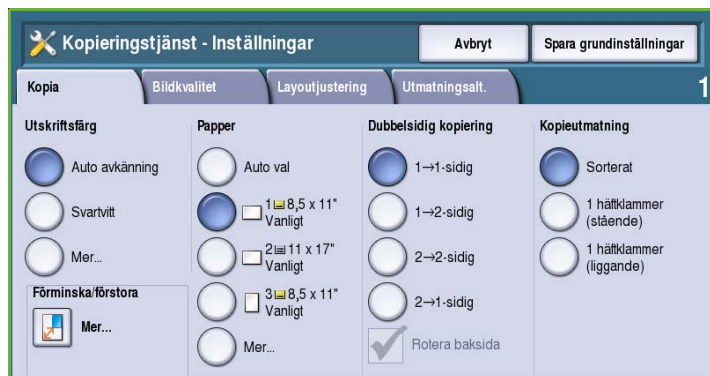 Kopieringstjänst - Inställningar
Avbryt
Spara grundinställningar
Kopia
Bildkvalitet
Layoutjustering
Utmatningsalt.
1
Utskriftsfärg
Auto avkänning
Svartvitt
Mer...
Förminska/förstora
Mer...
Papper
Auto val
1 8,5 x 11"
Vanligt
2 11 x 17"
Vanligt
3 8,5 x 11"
Vanligt
Mer...
Dubbelsidig kopiering
1→1-sidig
1→2-sidig
2→2-sidig
2→1-sidig
Rotera baksida
Kopieutmatning
Sorterat
1 häftklammer
(stående)
1 häftklammer
(liggande)